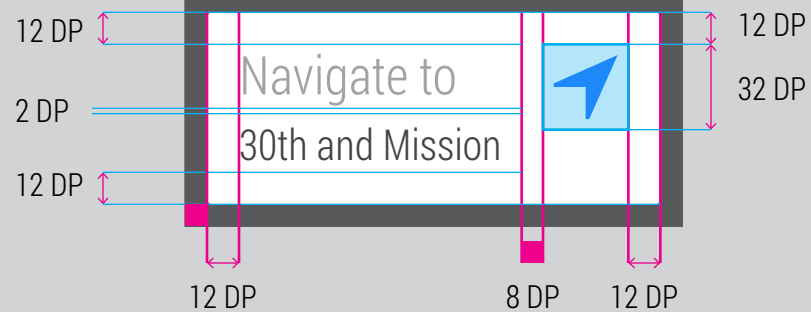 12 DP
12 DP
Navigate to
32 DP
2 DP
30th and Mission
12 DP
12 DP
8 DP
12 DP